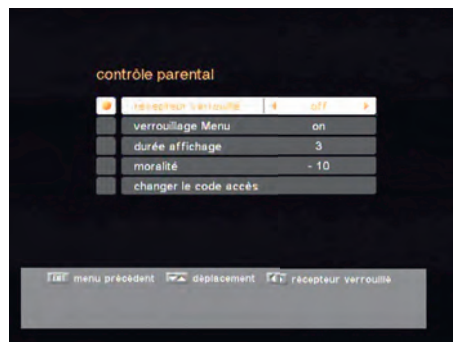 contrôle parental
récepteur verrouillé off
verrouillage Menu on
durée affichage 3
moralité - 10
changer le code accès
EXIT menu précédent déplacement récepteur verrouillé